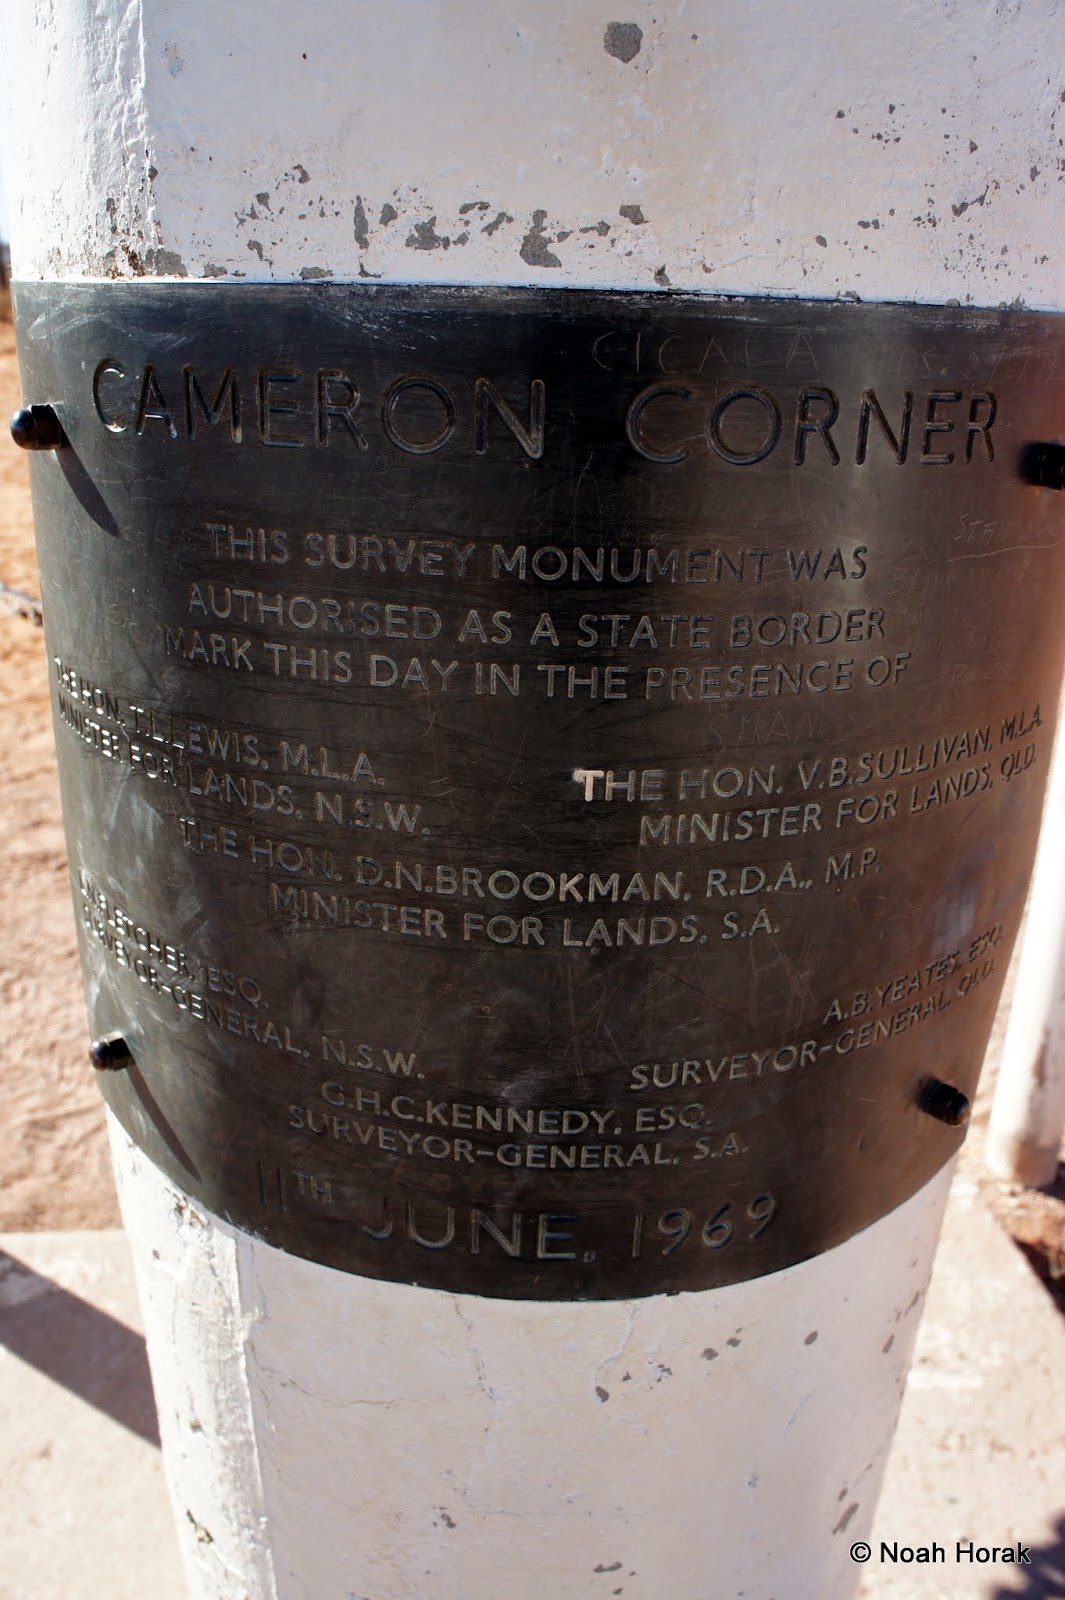 CICALA
CAMERON CORNER
THIS SURVEY MONUMENT WAS
AUTHORISED AS A STATE BORDER
MARK THIS DAY IN THE PRESENCE OF
THE HON. T.L.LEWIS, M.L.A.
MINISTER FOR LANDS, N.S.W.
THE HON. V.B.SULLIVAN, M.L.A.
MINISTER FOR LANDS, QLD.
THE HON. D.N.BROOKMAN, R.D.A., M.P.
MINISTER FOR LANDS, S.A.
FLETCHER, ESQ.
SURVEYOR-GENERAL, N.S.W.
A.B.YEATES, ESQ.
SURVEYOR-GENERAL, QLD.
G.H.C.KENNEDY, ESQ.
SURVEYOR-GENERAL, S.A.
11TH JUNE, 1969
© Noah Horak